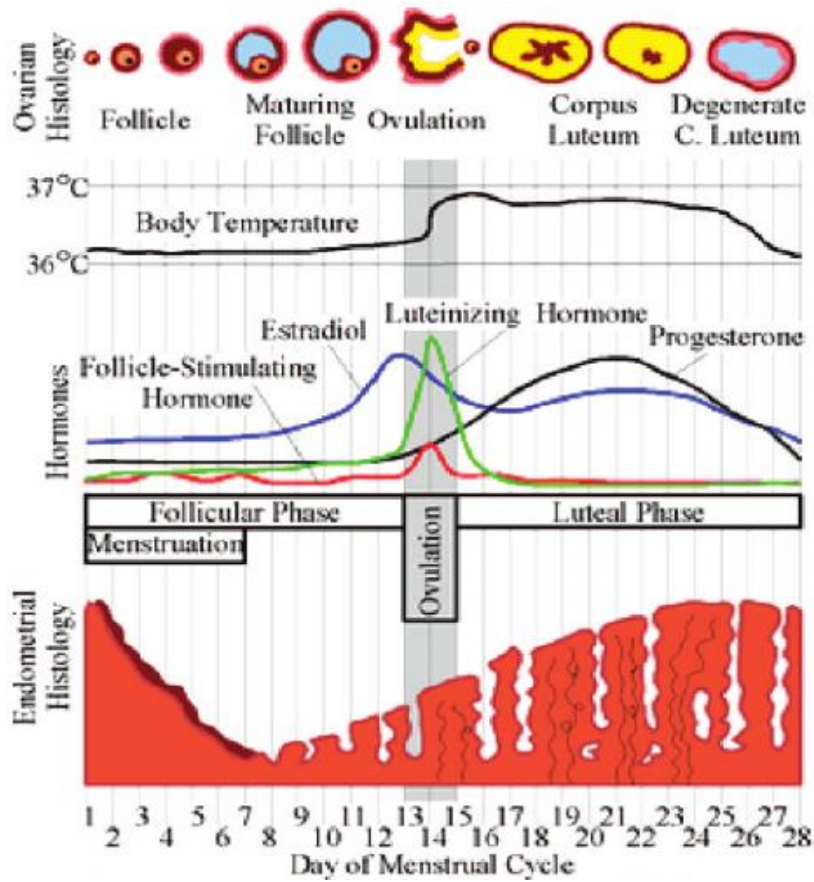 Ovarian
Histology
Follicle
Maturing
Follicle
Ovulation
Corpus
Luteum
Degenerate
C. Luteum
37°C
Body Temperature
36°C
Hormones
Estradiol
Luteinizing Hormone
Progesterone
Follicle-Stimulating
Hormone
Follicular Phase
Ovulation
Luteal Phase
Menstruation
Endometrial
Histology
1 2 3 4 5 6 7 8 9 10 11 12 13 14 15 16 17 18 19 20 21 22 23 24 25 26 27 28
Day of Menstrual Cycle